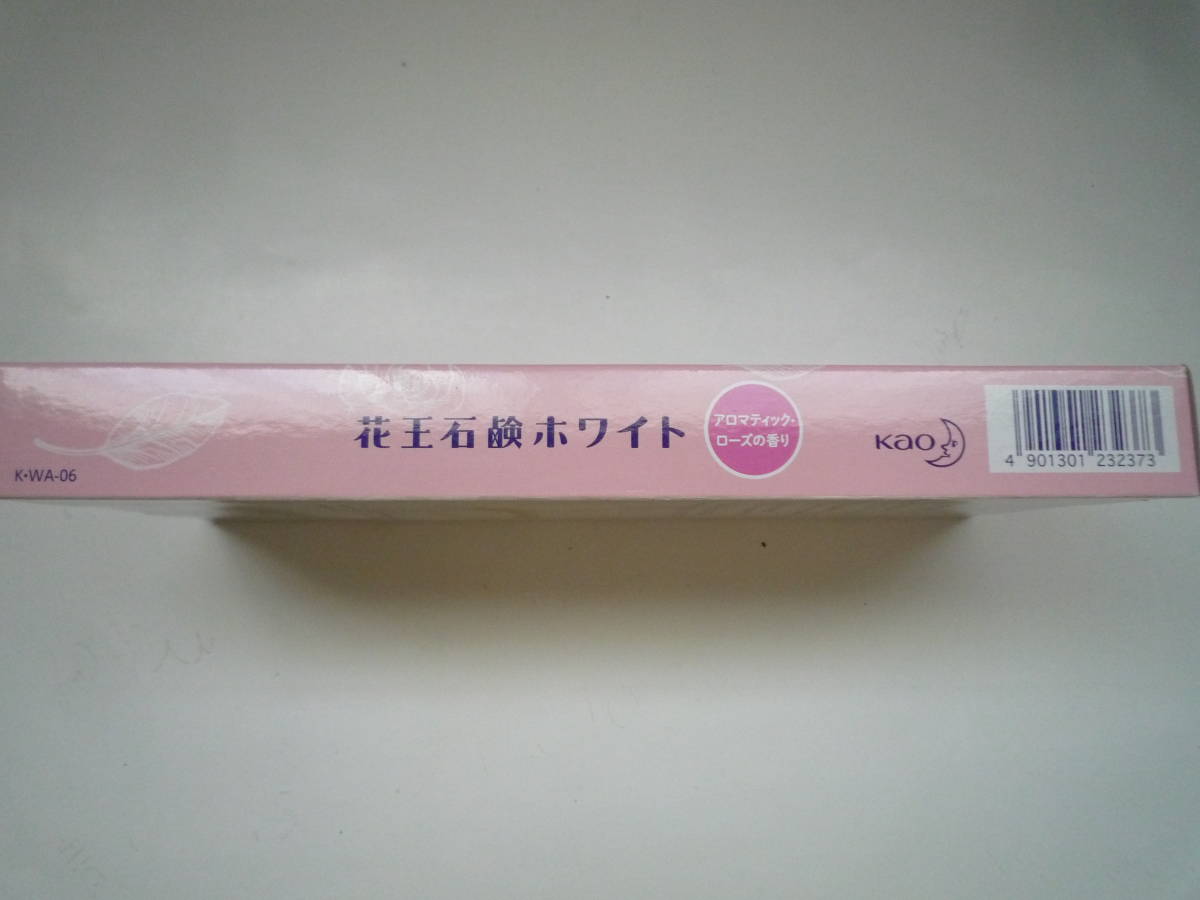 花王石鹸ホワイト
アロマティック・
ローズの香り
Kao
4 901301 232373
K・WA-06